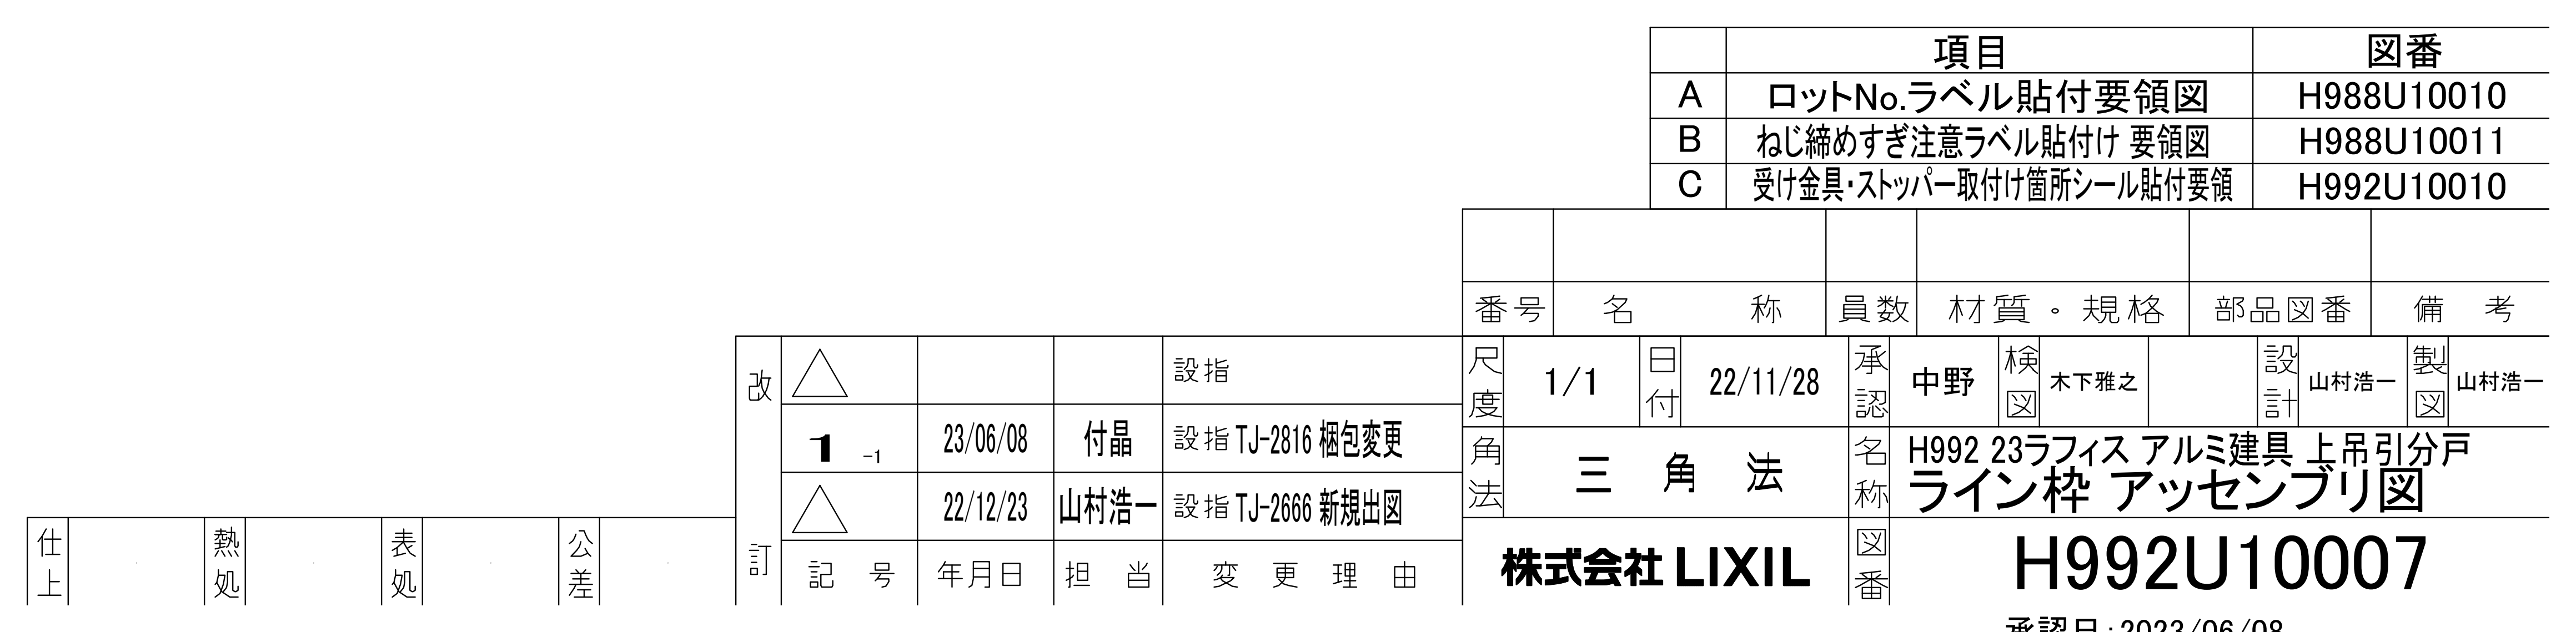 項目 図番
A ロットNo.ラベル貼付要領図 H988U10010
B ねじ締めすぎ注意ラベル貼付け 要領図 H988U10011
C 受け金具・ストッパー取付け箇所シール貼付要領 H992U10010
番号 名称 員数 材質・規格 部品図番 備考
改訂
設指
1 -1 23/06/08 付晶 設指 TJ-2816 梱包変更
22/12/23 山村浩一 設指 TJ-2666 新規出図
記号 年月日 担当 変更理由
尺度 1/1 日付 22/11/28 承認 中野 検図 木下雅之 設計 山村浩一 製図 山村浩一
角法 三角法 名称 H992 23ラフィス アルミ建具 上吊引分戸
ライン枠 アッセンブリ図
仕上 熱処 表処 公差
株式会社 LIXIL 図番 H992U10007
承認日:2023/06/08